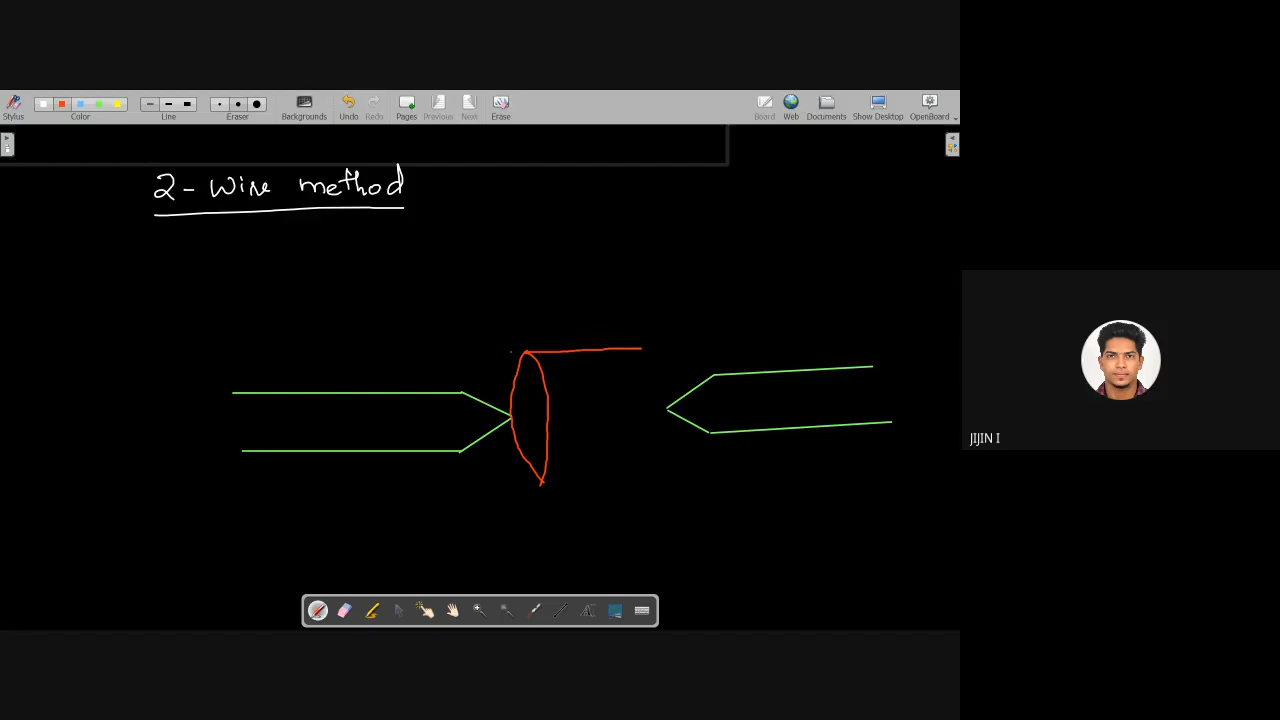 Stylus Color Line Eraser Backgrounds Undo Redo Pages Previous Next Erase Board Web Documents Show Desktop OpenBoard
2 - Wire method
JIJIN I